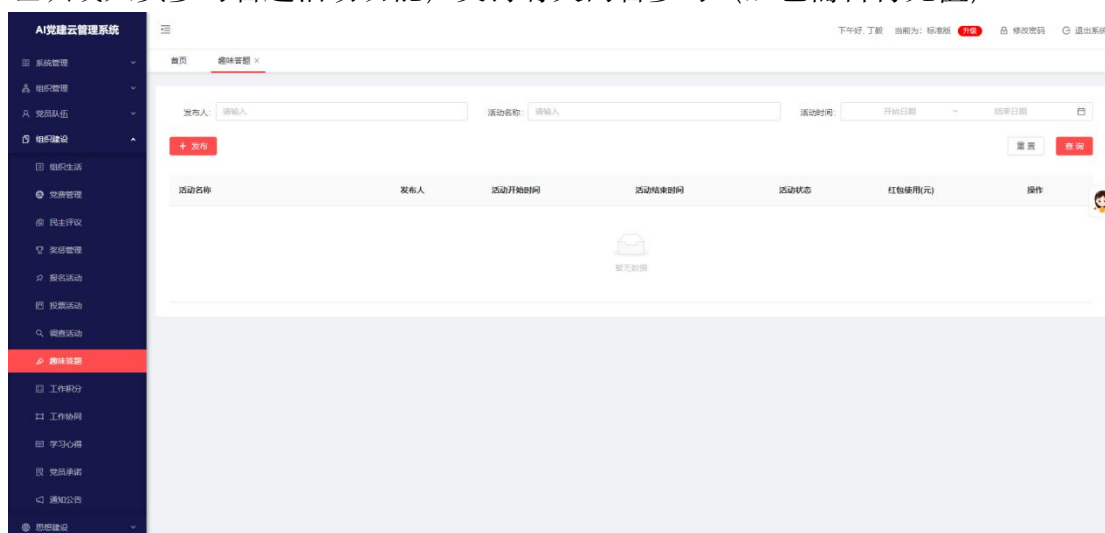 AI党建云管理系统
下午好,丁毅 当前为：标准版 升级 修改密码 退出系统
首页 趣味答题 ×
系统管理
组织管理
党员队伍
组织建设
组织生活
党费管理
民主评议
奖惩管理
报名活动
投票活动
调查活动
趣味答题
工作积分
工作协同
学习心得
党员承诺
通知公告
思想建设
发布人: 请输入 活动名称: 请输入 活动时间: 开始日期 ~ 结束日期
+ 发布 重置 查询
活动名称 发布人 活动开始时间 活动结束时间 活动状态 红包使用(元) 操作
暂无数据